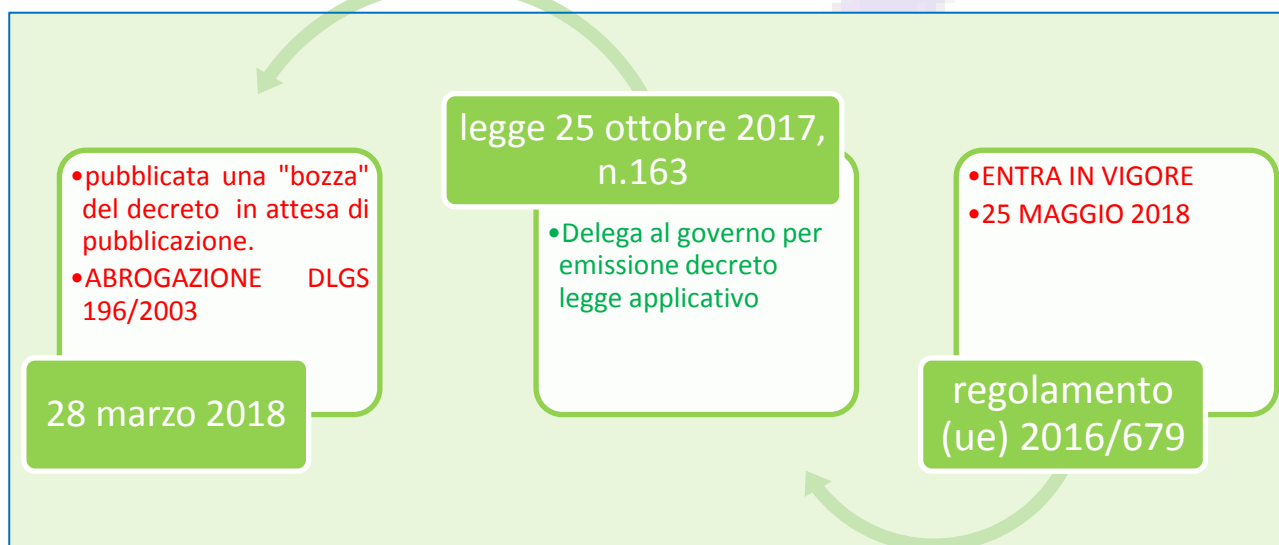 •pubblicata una "bozza"
del decreto in attesa di
pubblicazione.
•ABROGAZIONE DLGS
196/2003
28 marzo 2018
legge 25 ottobre 2017,
n.163
•Delega al governo per
emissione decreto
legge applicativo
•ENTRA IN VIGORE
•25 MAGGIO 2018
regolamento
(ue) 2016/679